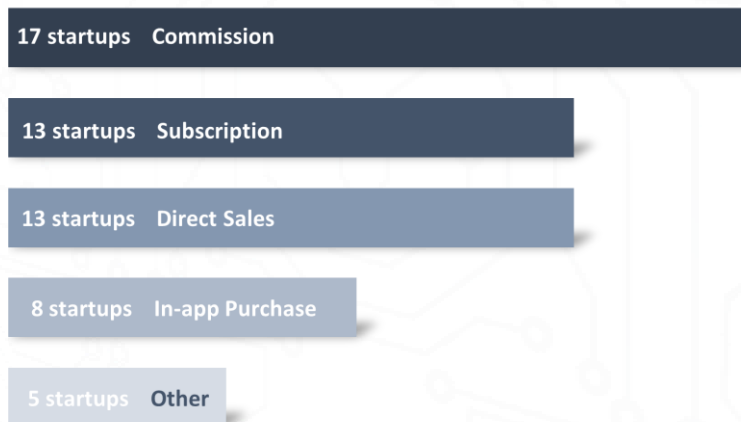 17 startups Commission
13 startups Subscription
13 startups Direct Sales
8 startups In-app Purchase
5 startups Other